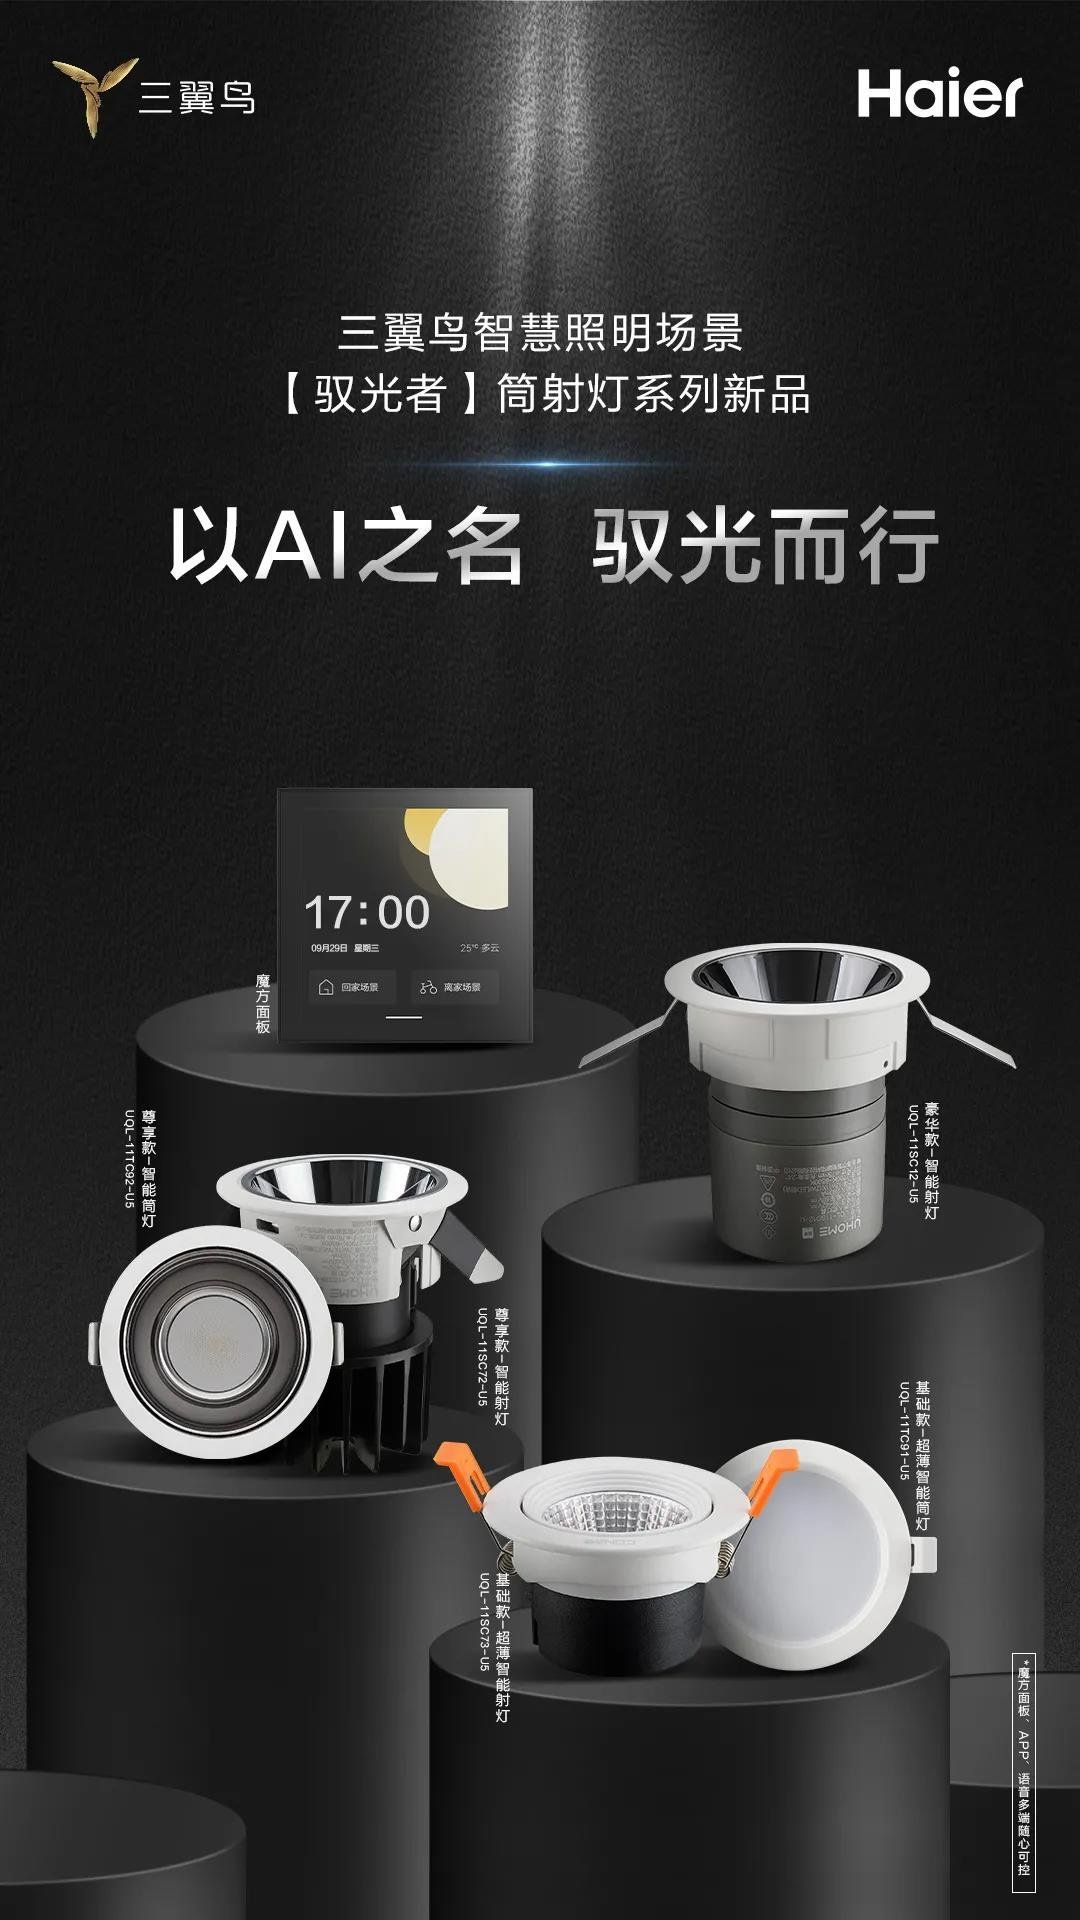 三翼鸟
Haier
三翼鸟智慧照明场景
【驭光者】筒射灯系列新品
以AI之名 驭光而行
17:00
09月29日 星期三
25°C 多云
回家场景
离家场景
魔方面板
豪华款-智能射灯
UQL-11SC12-U5
尊享款-智能筒灯
UQL-11TC92-U5
UHOME
尊享款-智能射灯
UQL-11SC72-U5
UHOME
基础款-超薄智能筒灯
UQL-11TC91-U5
基础款-超薄智能射灯
UQL-11SC73-U5
*魔方面板、APP、语音多端随心可控